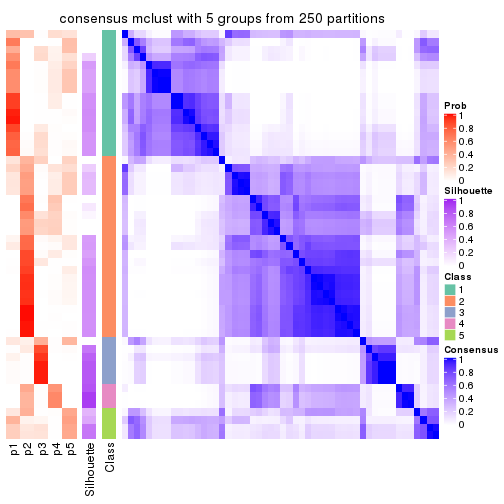 consensus mclust with 5 groups from 250 partitions
Prob
1
0.8
0.6
0.4
0.2
0
Silhouette
1
0.8
0.6
0.4
0.2
0
Class
1
2
3
4
5
Consensus
1
0.8
0.6
0.4
0.2
0
p1
p2
p3
p4
p5
Silhouette
Class